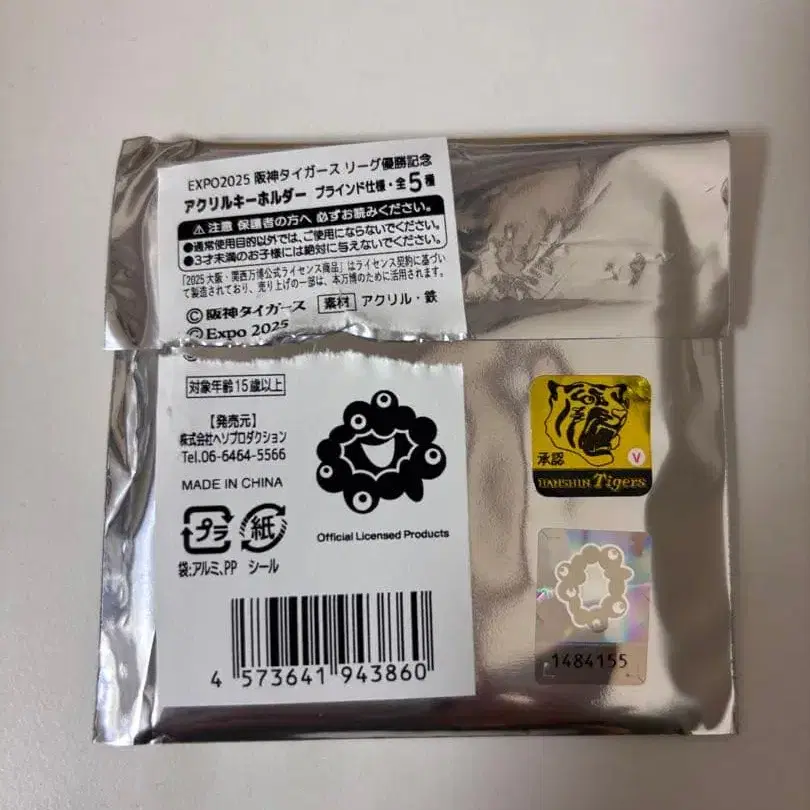 EXPO2025 阪神タイガース リーグ優勝記念
アクリルキーホルダー ブラインド仕様・全5種
⚠注意 保護者の方へ 必ずお読みください。
●通常使用目的以外では、ご使用にならないでください。
●3才未満のお子様には絶対に与えないでください。
「2025大阪・関西万博公式ライセンス商品」はライセンス契約に基づい
て製造されており、売り上げの一部は、本万博のために活用されます。
©阪神タイガース 素材 アクリル・鉄
©Expo 2025
対象年齢15歳以上
【発売元】
株式会社ヘソプロダクション
Tel.06-6464-5566
MADE IN CHINA
プラ 紙
袋:アルミ、PP シール
Official Licensed Products
4 573641 943860
承認 V
HANSHIN Tigers
1484155